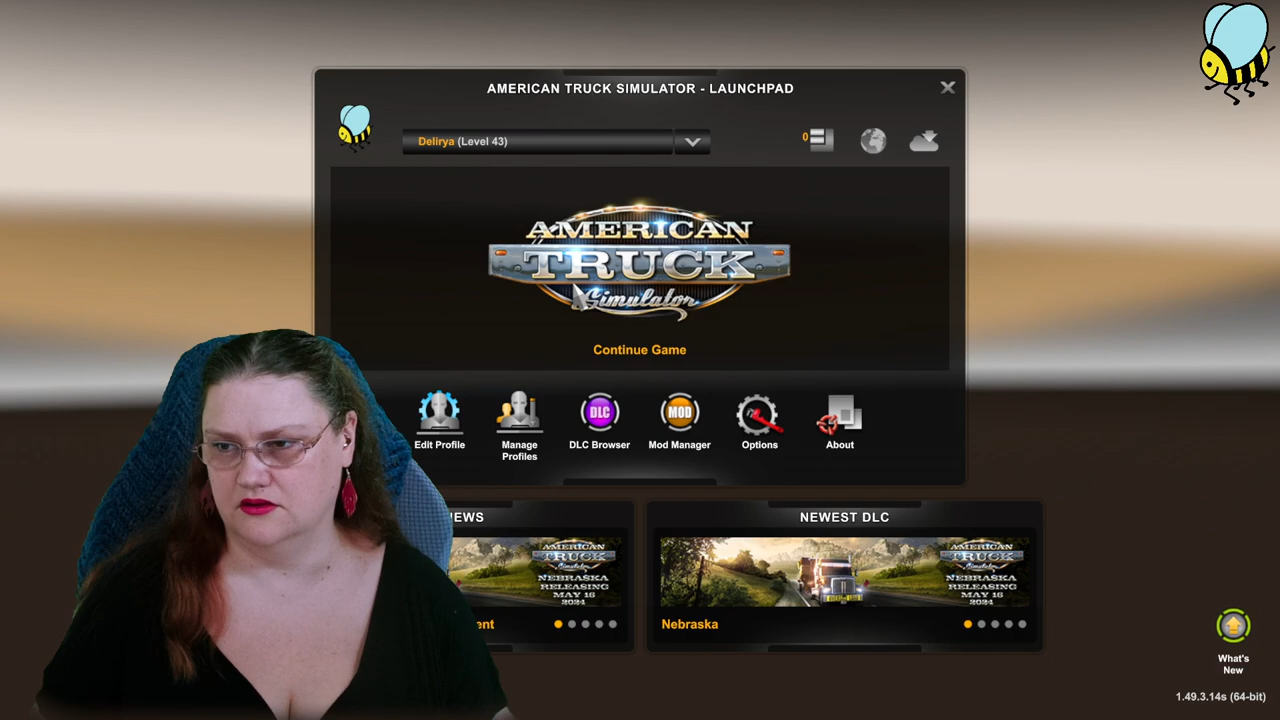 AMERICAN TRUCK SIMULATOR - LAUNCHPAD
Delirya (Level 43)
0
AMERICAN
TRUCK
Simulator
Continue Game
Edit Profile
Manage
Profiles
DLC
DLC Browser
MOD
Mod Manager
Options
About
EWS
AMERICAN
TRUCK
Simulator
NEBRASKA
RELEASING
MAY 16
2024
ent
NEWEST DLC
AMERICAN
TRUCK
Simulator
NEBRASKA
RELEASING
MAY 16
2024
Nebraska
What's
New
1.49.3.14s (64-bit)